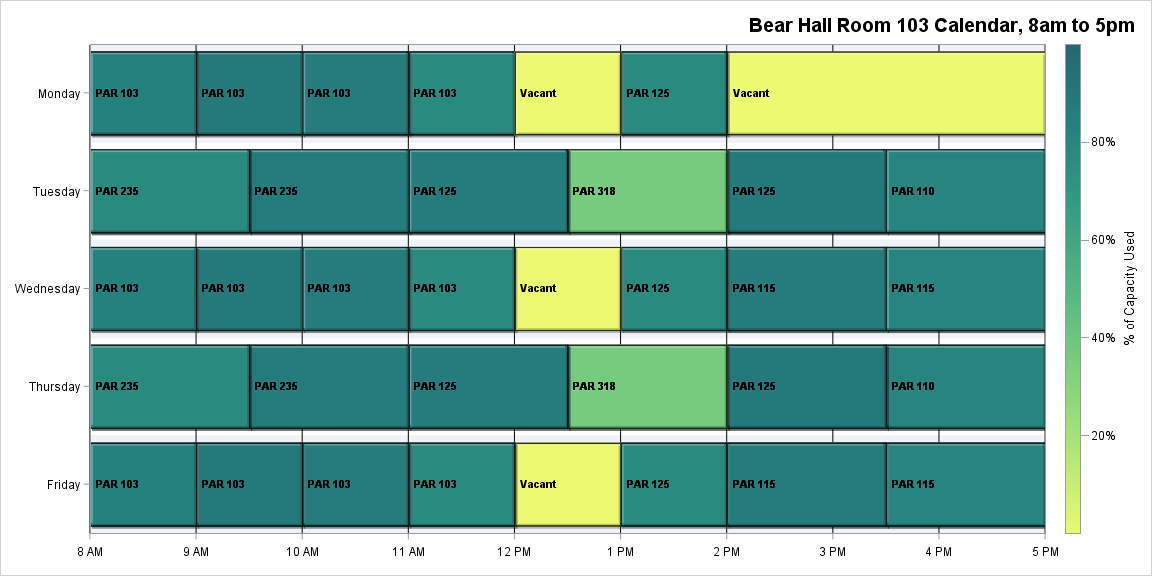 Bear Hall Room 103 Calendar, 8am to 5pm
Monday PAR 103 PAR 103 PAR 103 PAR 103 Vacant PAR 125 Vacant
Tuesday PAR 235 PAR 235 PAR 125 PAR 318 PAR 125 PAR 110
Wednesday PAR 103 PAR 103 PAR 103 PAR 103 Vacant PAR 125 PAR 115 PAR 115
Thursday PAR 235 PAR 235 PAR 125 PAR 318 PAR 125 PAR 110
Friday PAR 103 PAR 103 PAR 103 PAR 103 Vacant PAR 125 PAR 115 PAR 115
8 AM 9 AM 10 AM 11 AM 12 PM 1 PM 2 PM 3 PM 4 PM 5 PM
80%
60%
40%
20%
% of Capacity Used